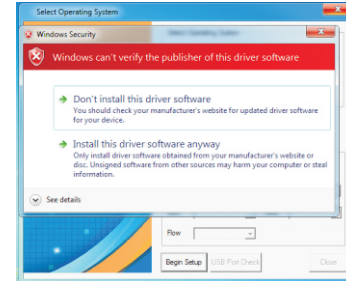 Select Operating System
Windows Security
Windows can't verify the publisher of this driver software
Don't install this driver software
You should check your manufacturer's website for updated driver software
for your device.
Install this driver software anyway
Only install driver software obtained from your manufacturer's website or
disc. Unsigned software from other sources may harm your computer or steal
information.
See details
Flow
Begin Setup
USB Port Check
Close